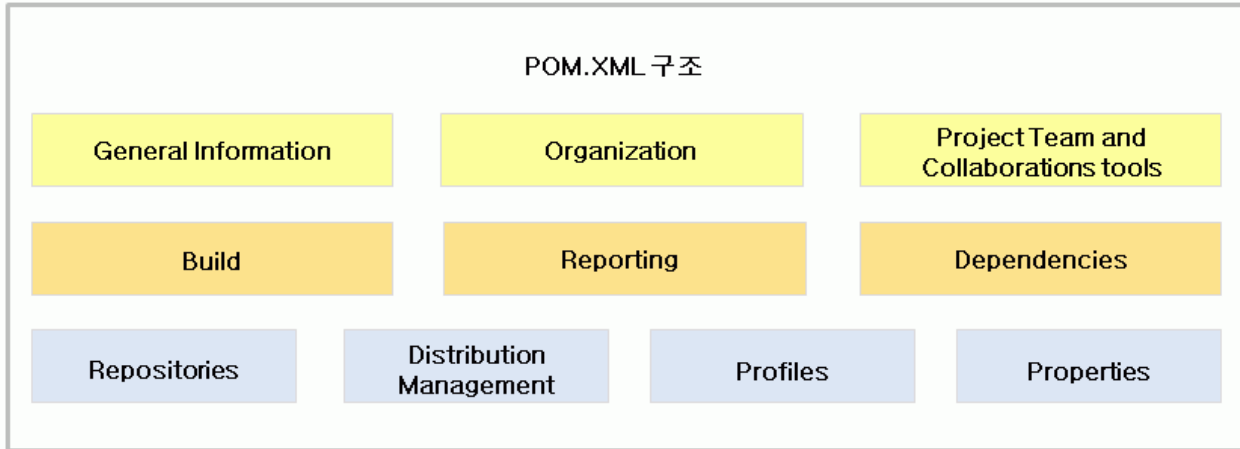 POM.XML 구조
General Information
Organization
Project Team and
Collaborations tools
Build
Reporting
Dependencies
Repositories
Distribution
Management
Profiles
Properties